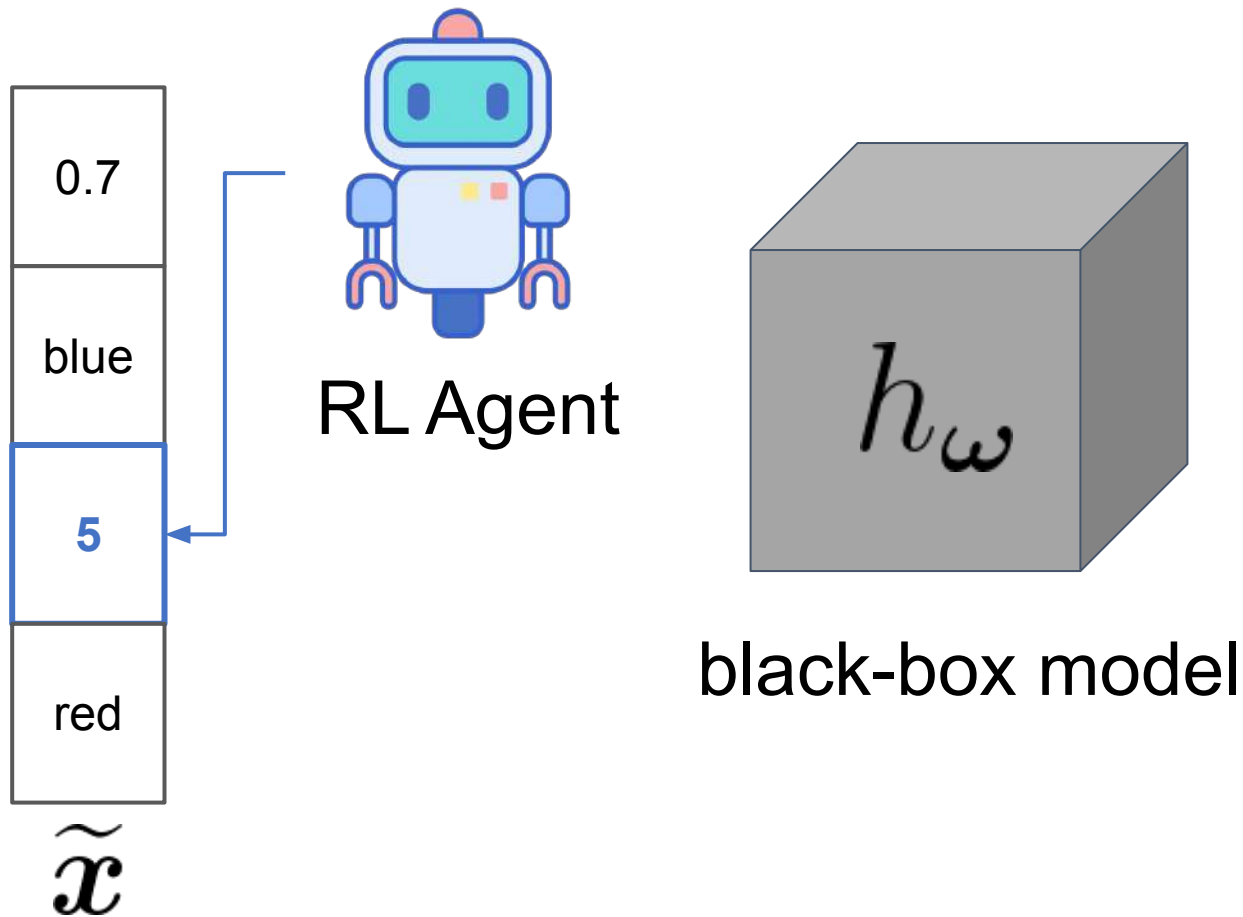 0.7
blue
5
red
x̃
RL Agent
h_ω
black-box model